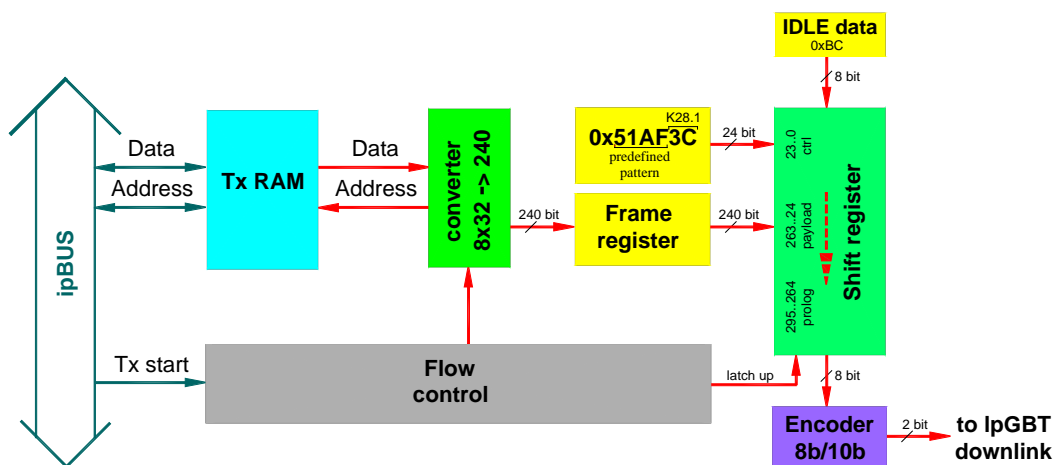 IDLE data
0xBC
8 bit
K28.1
0x51AF3C
predefined
pattern
24 bit
23..0
ctrl
Data
Address
Tx RAM
Data
Address
converter
8x32 -> 240
240 bit
Frame
register
240 bit
263..24
payload
Shift register
295..264
prolog
ipBUS
Tx start
Flow
control
latch up
8 bit
Encoder
8b/10b
2 bit
to lpGBT
downlink